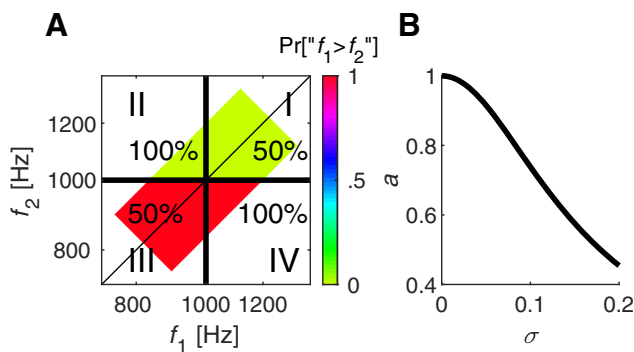 A
B
Pr["f₁>f₂"]
II
I
100%
50%
50%
100%
III
IV
1200
1000
800
f₂ [Hz]
800
1000
1200
f₁ [Hz]
1
.5
0
1
0.8
0.6
0.4
a
0
0.1
0.2
σ